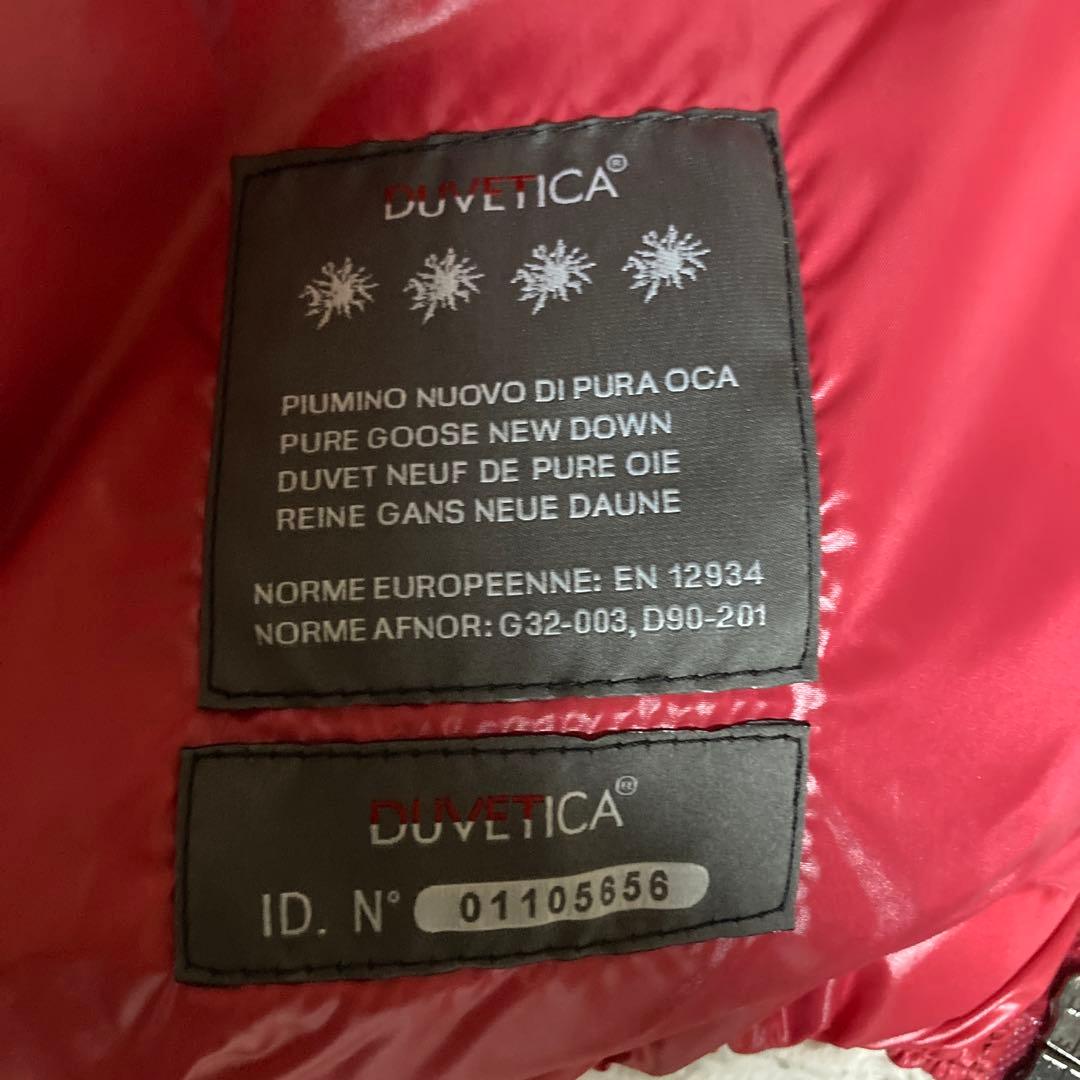 DUVETICA®
PIUMINO NUOVO DI PURA OCA
PURE GOOSE NEW DOWN
DUVET NEUF DE PURE OIE
REINE GANS NEUE DAUNE
NORME EUROPEENNE: EN 12934
NORME AFNOR: G32-003, D90-201
DUVETICA®
ID. N° 01105656